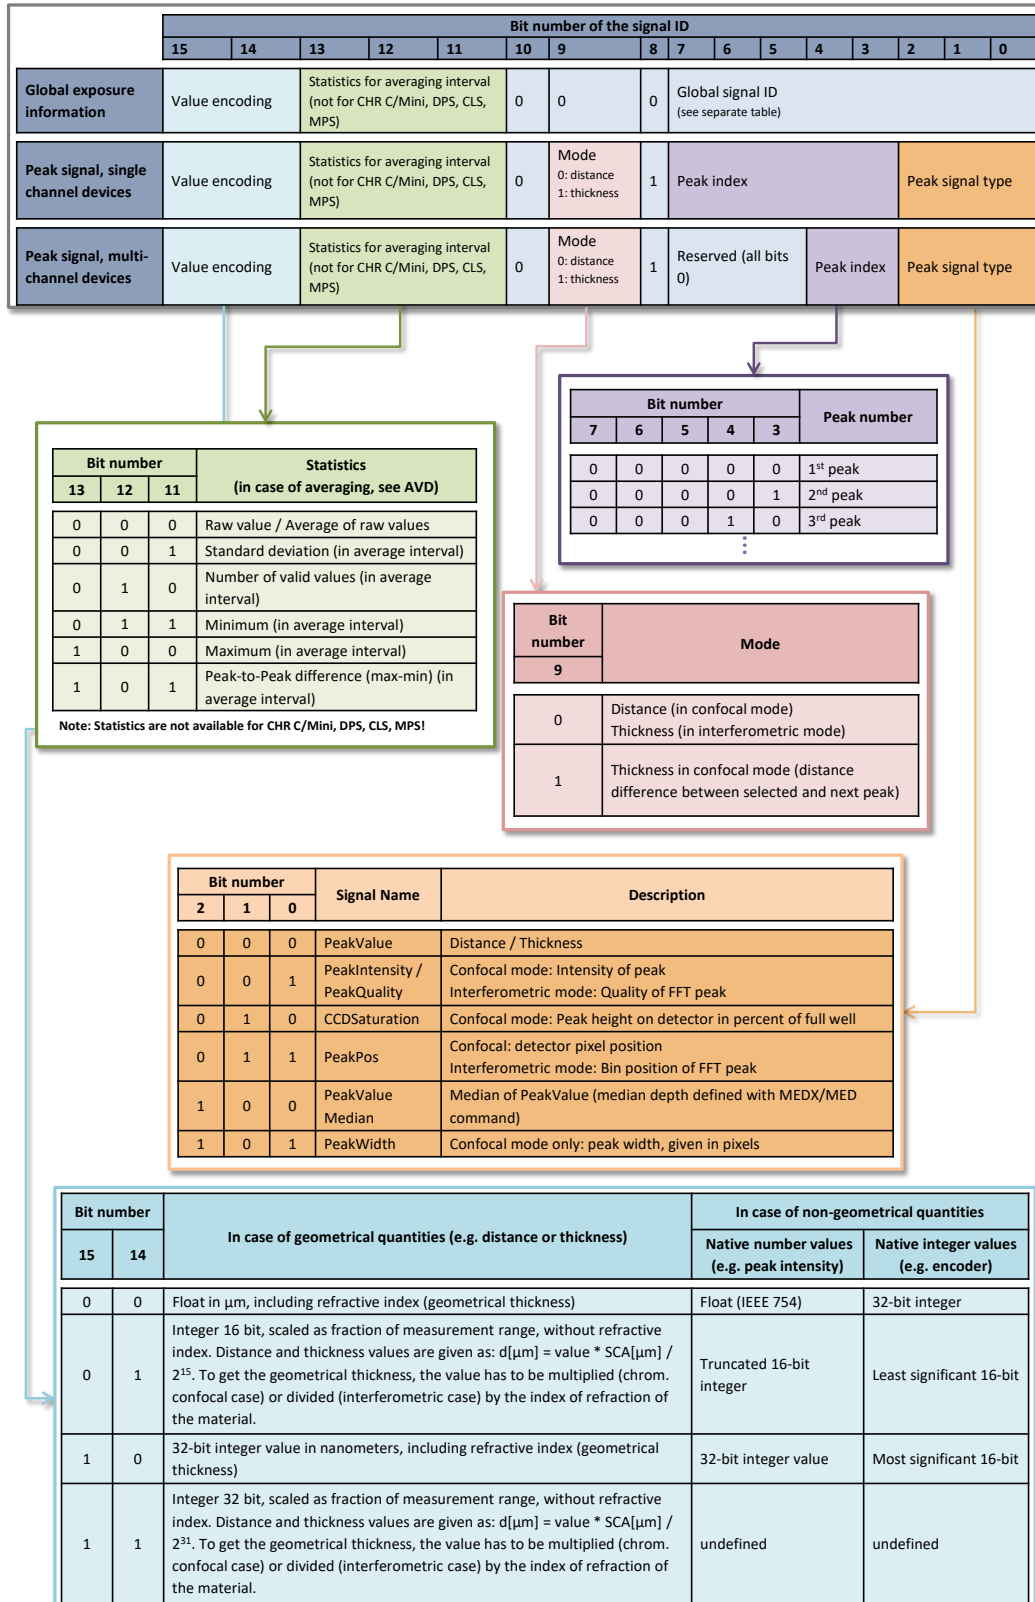 Bit number of the signal ID
15 14 13 12 11 10 9 8 7 6 5 4 3 2 1 0
Global exposure information
Value encoding
Statistics for averaging interval
(not for CHR C/Mini, DPS, CLS,
MPS)
0 0 0
Global signal ID
(see separate table)
Peak signal, single
channel devices
Value encoding
Statistics for averaging interval
(not for CHR C/Mini, DPS, CLS,
MPS)
0
Mode
0: distance
1: thickness
1
Peak index
Peak signal type
Peak signal, multi-
channel devices
Value encoding
Statistics for averaging interval
(not for CHR C/Mini, DPS, CLS,
MPS)
0
Mode
0: distance
1: thickness
1
Reserved (all bits
0)
Peak index
Peak signal type
Bit number
Peak number
7 6 5 4 3
0 0 0 0 0 1st peak
0 0 0 0 1 2nd peak
0 0 0 1 0 3rd peak
⋮
Bit number
Statistics
(in case of averaging, see AVD)
13 12 11
0 0 0 Raw value / Average of raw values
0 0 1 Standard deviation (in average interval)
0 1 0 Number of valid values (in average
interval)
0 1 1 Minimum (in average interval)
1 0 0 Maximum (in average interval)
1 0 1 Peak-to-Peak difference (max-min) (in
average interval)
Note: Statistics are not available for CHR C/Mini, DPS, CLS, MPS!
Bit
number
Mode
9
0
Distance (in confocal mode)
Thickness (in interferometric mode)
1
Thickness in confocal mode (distance
difference between selected and next peak)
Bit number
Signal Name
Description
2 1 0
0 0 0 PeakValue Distance / Thickness
0 0 1
PeakIntensity /
PeakQuality
Confocal mode: Intensity of peak
Interferometric mode: Quality of FFT peak
0 1 0 CCDSaturation Confocal mode: Peak height on detector in percent of full well
0 1 1 PeakPos
Confocal: detector pixel position
Interferometric mode: Bin position of FFT peak
1 0 0
PeakValue
Median
Median of PeakValue (median depth defined with MEDX/MED
command)
1 0 1 PeakWidth Confocal mode only: peak width, given in pixels
Bit number
In case of geometrical quantities (e.g. distance or thickness)
In case of non-geometrical quantities
15 14
Native number values
(e.g. peak intensity)
Native integer values
(e.g. encoder)
0 0 Float in µm, including refractive index (geometrical thickness) Float (IEEE 754) 32-bit integer
0 1
Integer 16 bit, scaled as fraction of measurement range, without refractive
index. Distance and thickness values are given as: d[µm] = value * SCA[µm] /
2^15. To get the geometrical thickness, the value has to be multiplied (chrom.
confocal case) or divided (interferometric case) by the index of refraction of
the material.
Truncated 16-bit
integer
Least significant 16-bit
1 0
32-bit integer value in nanometers, including refractive index (geometrical
thickness)
32-bit integer value Most significant 16-bit
1 1
Integer 32 bit, scaled as fraction of measurement range, without refractive
index. Distance and thickness values are given as: d[µm] = value * SCA[µm] /
2^31. To get the geometrical thickness, the value has to be multiplied (chrom.
confocal case) or divided (interferometric case) by the index of refraction of
the material.
undefined undefined